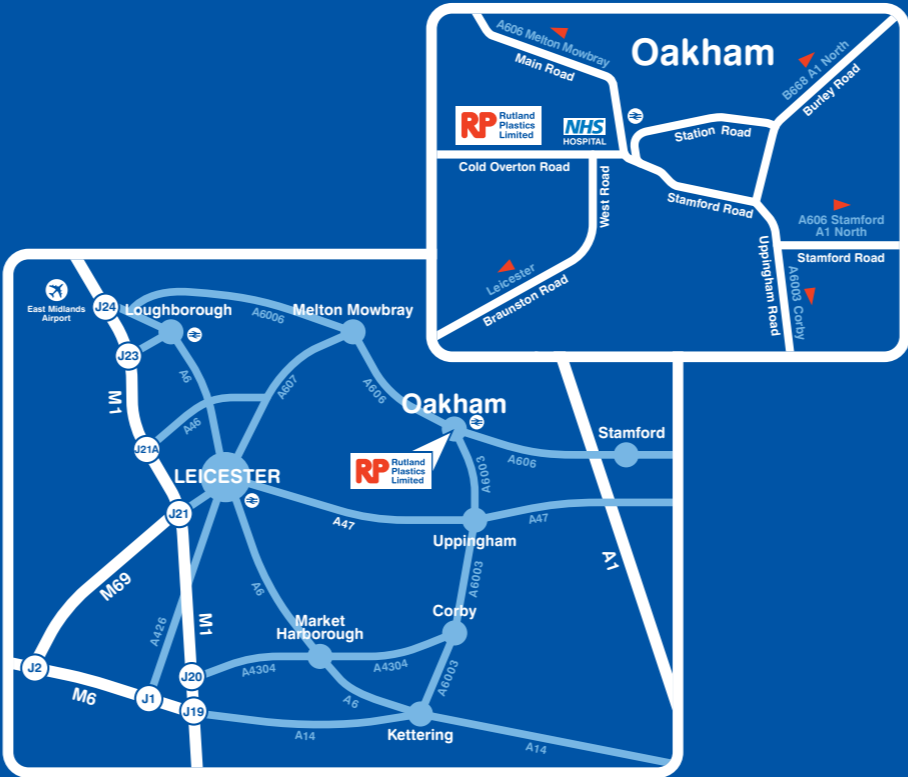 A606 Melton Mowbray
Main Road
Oakham
B668 A1 North
Burley Road
RP Rutland
Plastics
Limited
NHS
HOSPITAL
Station Road
Cold Overton Road
West Road
Stamford Road
A606 Stamford
A1 North
Stamford Road
Uppingham Road
A6003 Corby
Leicester
Braunston Road
East Midlands
Airport
J24
Loughborough
A6006
Melton Mowbray
J23
A6
A607
A606
M1
A46
Oakham
J21A
Stamford
A606
RP Rutland
Plastics
Limited
A6003
LEICESTER
J21
A47
A47
Uppingham
A1
M69
A6
A6003
A426
M1
Market
Harborough
Corby
J2
J20
A4304
A4304
A6003
M6
J1
J19
A6
A14
Kettering
A14